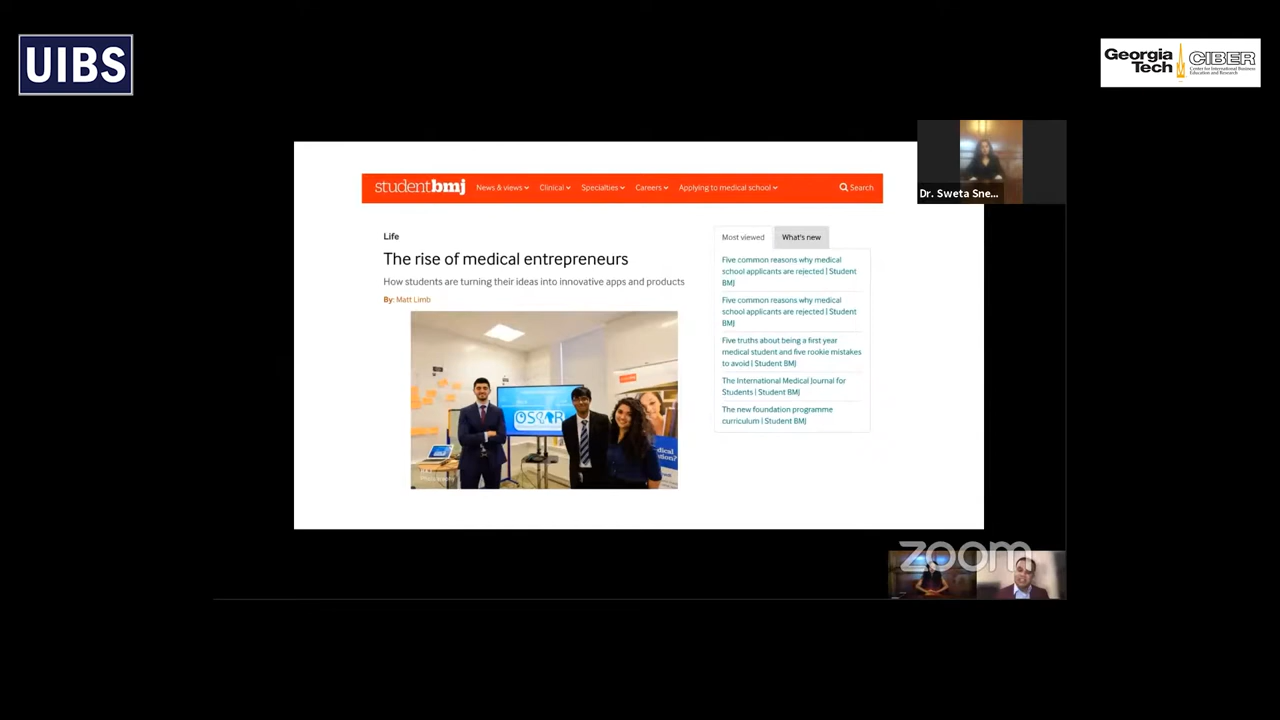 UIBS
Georgia
Tech
CIBER
Center for International Business
Education and Research
Dr. Sweta Sne...
studentbmj
News & views
Clinical
Specialties
Careers
Applying to medical school
Search
Life
The rise of medical entrepreneurs
How students are turning their ideas into innovative apps and products
By: Matt Limb
OSCAR
Most viewed
What's new
Five common reasons why medical
school applicants are rejected | Student
BMJ
Five common reasons why medical
school applicants are rejected | Student
BMJ
Five truths about being a first year
medical student and five rookie mistakes
to avoid | Student BMJ
The International Medical Journal for
Students | Student BMJ
The new foundation programme
curriculum | Student BMJ
zoom